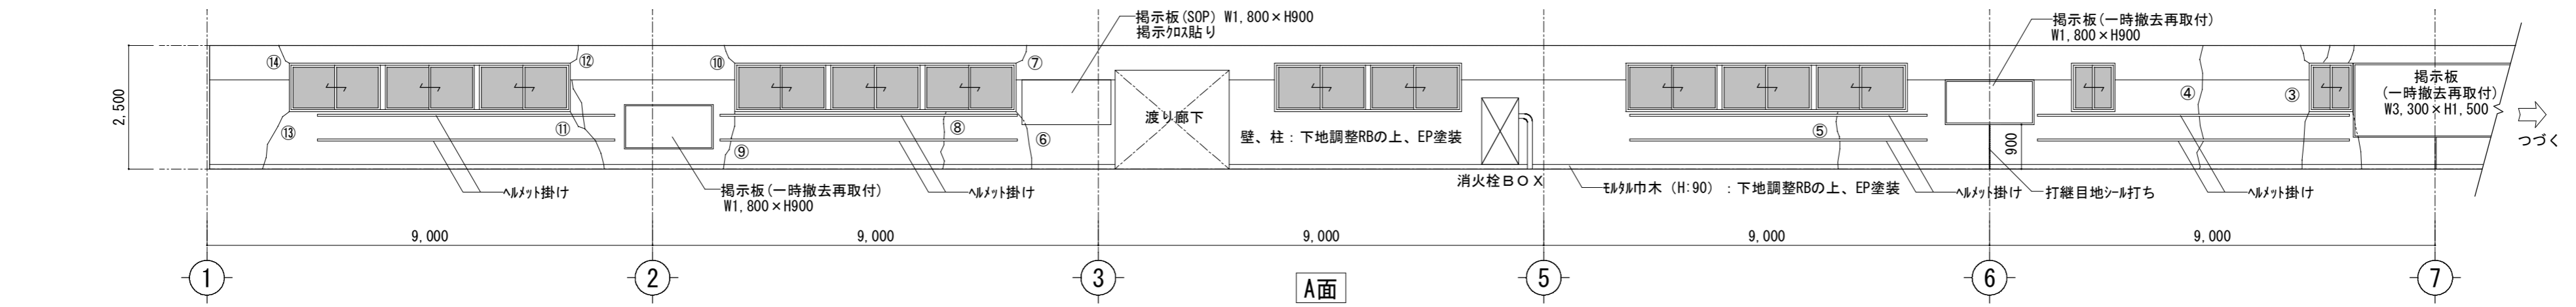 掲示板(SOP) W1,800×H900
掲示ｸﾛｽ貼り
掲示板(一時撤去再取付)
W1,800×H900
⑭
⑫
⑩
⑦
④
③
掲示板
(一時撤去再取付)
W3,300×H1,500
2,500
⑬
⑪
⑨
⑧
⑥
渡り廊下
壁、柱：下地調整RBの上、EP塗装
⑤
900
つづく
ﾍﾙﾒｯﾄ掛け
掲示板(一時撤去再取付)
W1,800×H900
ﾍﾙﾒｯﾄ掛け
消火栓ＢＯＸ
ﾓﾙﾀﾙ巾木（H:90）：下地調整RBの上、EP塗装
ﾍﾙﾒｯﾄ掛け
打継目地ｼｰﾙ打ち
ﾍﾙﾒｯﾄ掛け
9,000
9,000
9,000
9,000
9,000
1
2
3
A面
5
6
7